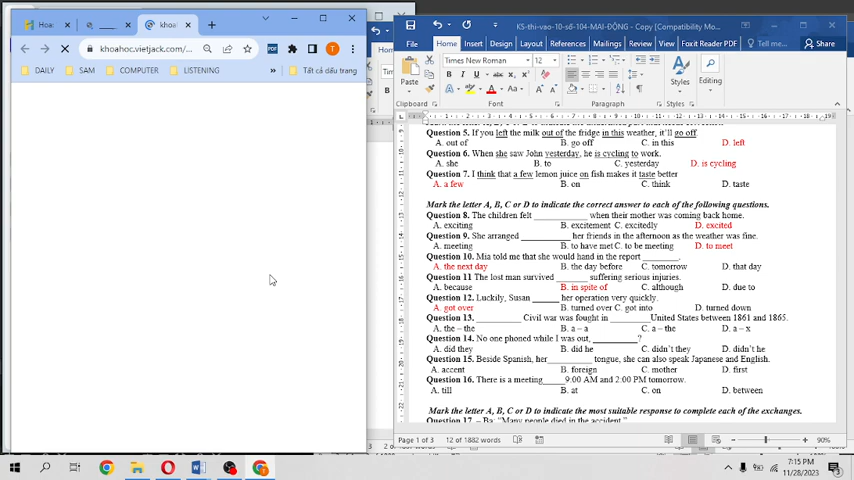 Hoa:
khoa
khoahoc.vietjack.com/...
DAILY
SAM
COMPUTER
LISTENING
Tất cả dấu trang
KS-thi-vao-10-số-104-MAI-ĐỘNG - Copy [Compatibility Mo...
File
Home
Insert
Design
Layout
References
Mailings
Review
View
Foxit Reader PDF
Tell me...
Share
Times New Roman
12
Paste
Styles
Editing
Clipboard
Font
Paragraph
Styles
Question 5. If you left the milk out of the fridge in this weather, it'll go off.
A. out of B. go off C. in this D. left
Question 6. When she saw John yesterday, he is cycling to work.
A. she B. to C. yesterday D. is cycling
Question 7. I think that a few lemon juice on fish makes it taste better
A. a few B. on C. think D. taste
Mark the letter A, B, C or D to indicate the correct answer to each of the following questions.
Question 8. The children felt ____________ when their mother was coming back home.
A. exciting B. excitement C. excitedly D. excited
Question 9. She arranged ___________ her friends in the afternoon as the weather was fine.
A. meeting B. to have met C. to be meeting D. to meet
Question 10. Mia told me that she would hand in the report ________.
A. the next day B. the day before C. tomorrow D. that day
Question 11 The lost man survived _______ suffering serious injuries.
A. because B. in spite of C. although D. due to
Question 12. Luckily, Susan ______ her operation very quickly.
A. got over B. turned over C. got into D. turned down
Question 13. __________ Civil war was fought in _________United States between 1861 and 1865.
A. the – the B. a – a C. a – the D. a – x
Question 14. No one phoned while I was out, __________?
A. did they B. did he C. didn't they D. didn't he
Question 15. Beside Spanish, her__________ tongue, she can also speak Japanese and English.
A. accent B. foreign C. mother D. first
Question 16. There is a meeting_____9:00 AM and 2:00 PM tomorrow.
A. till B. at C. on D. between
Mark the letter A, B, C or D to indicate the most suitable response to complete each of the exchanges.
Question 17. – Ba: "Many people died in the accident."
Page 1 of 3
12 of 1882 words
90%
7:15 PM
11/28/2023